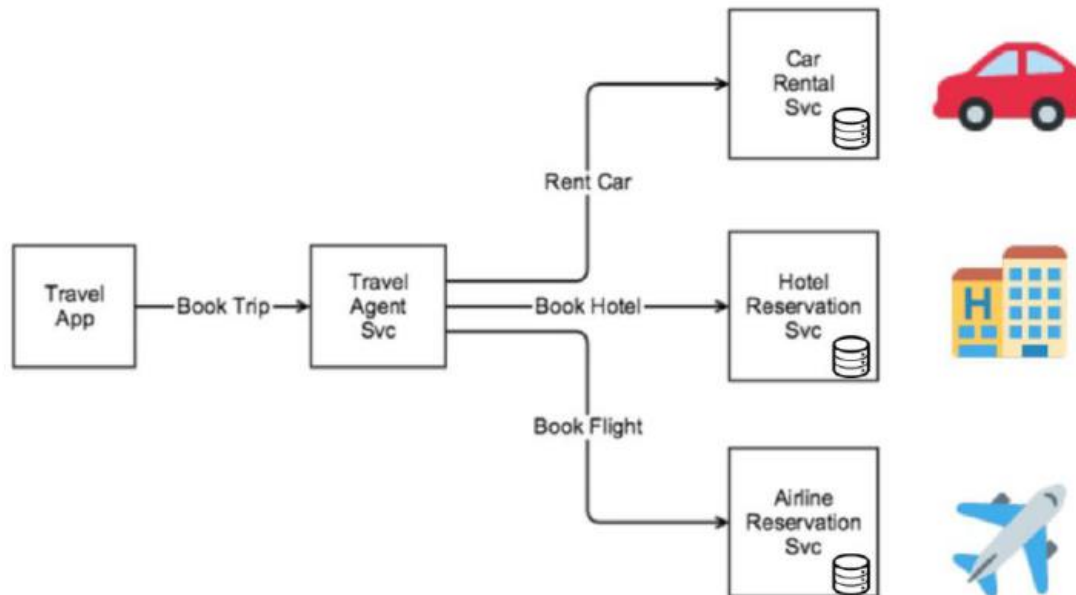 Travel
App
Book Trip
Travel
Agent
Svc
Rent Car
Book Hotel
Book Flight
Car
Rental
Svc
Hotel
Reservation
Svc
Airline
Reservation
Svc
H